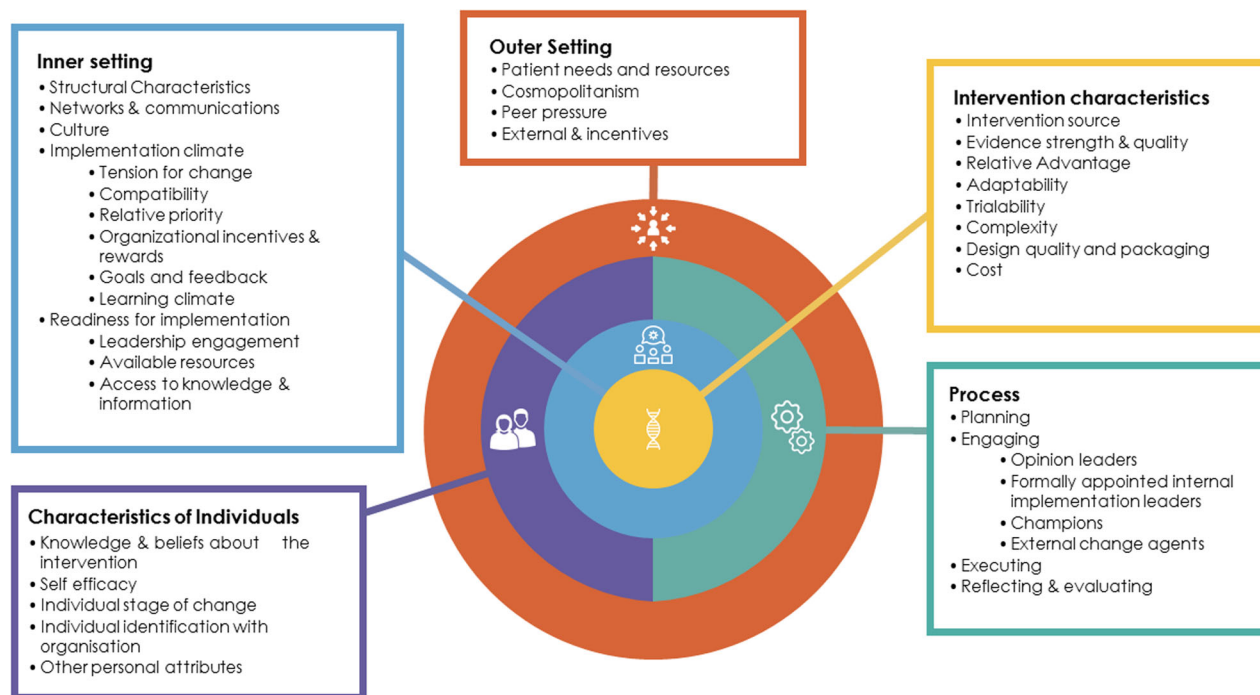 Inner setting
• Structural Characteristics
• Networks & communications
• Culture
• Implementation climate
• Tension for change
• Compatibility
• Relative priority
• Organizational incentives &
rewards
• Goals and feedback
• Learning climate
• Readiness for implementation
• Leadership engagement
• Available resources
• Access to knowledge &
information
Outer Setting
• Patient needs and resources
• Cosmopolitanism
• Peer pressure
• External & incentives
Intervention characteristics
• Intervention source
• Evidence strength & quality
• Relative Advantage
• Adaptability
• Trialability
• Complexity
• Design quality and packaging
• Cost
Characteristics of Individuals
• Knowledge & beliefs about the
intervention
• Self efficacy
• Individual stage of change
• Individual identification with
organisation
• Other personal attributes
Process
• Planning
• Engaging
• Opinion leaders
• Formally appointed internal
implementation leaders
• Champions
• External change agents
• Executing
• Reflecting & evaluating